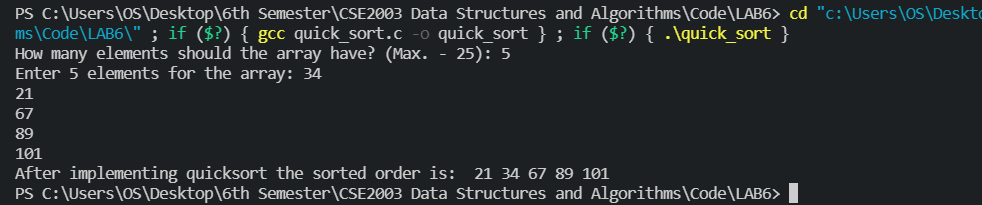 PS C:\Users\OS\Desktop\6th Semester\CSE2003 Data Structures and Algorithms\Code\LAB6> cd "c:\Users\OS\Deskto
ms\Code\LAB6\" ; if ($?) { gcc quick_sort.c -o quick_sort } ; if ($?) { .\quick_sort }
How many elements should the array have? (Max. - 25): 5
Enter 5 elements for the array: 34
21
67
89
101
After implementing quicksort the sorted order is:  21 34 67 89 101
PS C:\Users\OS\Desktop\6th Semester\CSE2003 Data Structures and Algorithms\Code\LAB6>